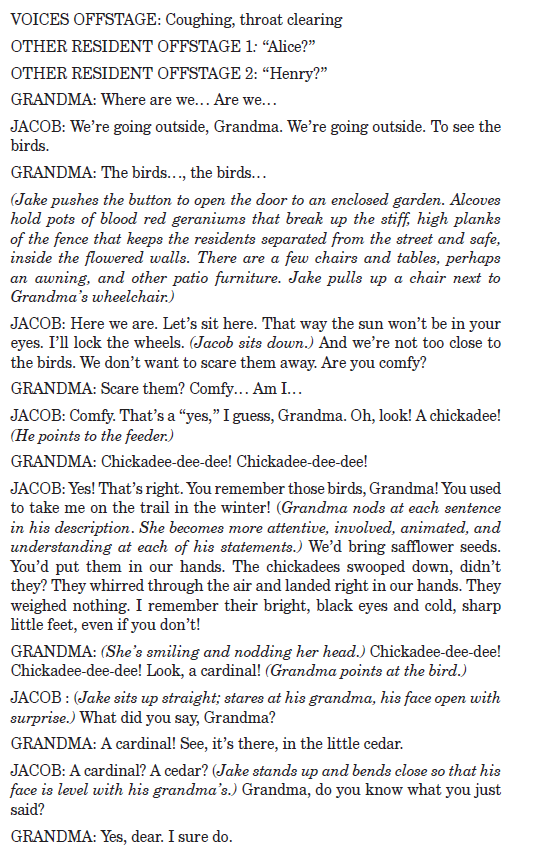 VOICES OFFSTAGE: Coughing, throat clearing
OTHER RESIDENT OFFSTAGE 1: “Alice?”
OTHER RESIDENT OFFSTAGE 2: “Henry?”
GRANDMA: Where are we… Are we…
JACOB: We’re going outside, Grandma. We’re going outside. To see the
birds.
GRANDMA: The birds…, the birds…
(Jake pushes the button to open the door to an enclosed garden. Alcoves
hold pots of blood red geraniums that break up the stiff, high planks
of the fence that keeps the residents separated from the street and safe,
inside the flowered walls. There are a few chairs and tables, perhaps
an awning, and other patio furniture. Jake pulls up a chair next to
Grandma’s wheelchair.)
JACOB: Here we are. Let’s sit here. That way the sun won’t be in your
eyes. I’ll lock the wheels. (Jacob sits down.) And we’re not too close to
the birds. We don’t want to scare them away. Are you comfy?
GRANDMA: Scare them? Comfy… Am I…
JACOB: Comfy. That’s a “yes,” I guess, Grandma. Oh, look! A chickadee!
(He points to the feeder.)
GRANDMA: Chickadee-dee-dee! Chickadee-dee-dee!
JACOB: Yes! That’s right. You remember those birds, Grandma! You used
to take me on the trail in the winter! (Grandma nods at each sentence
in his description. She becomes more attentive, involved, animated, and
understanding at each of his statements.) We’d bring safflower seeds.
You’d put them in our hands. The chickadees swooped down, didn’t
they? They whirred through the air and landed right in our hands. They
weighed nothing. I remember their bright, black eyes and cold, sharp
little feet, even if you don’t!
GRANDMA: (She’s smiling and nodding her head.) Chickadee-dee-dee!
Chickadee-dee-dee! Look, a cardinal! (Grandma points at the bird.)
JACOB : (Jake sits up straight; stares at his grandma, his face open with
surprise.) What did you say, Grandma?
GRANDMA: A cardinal! See, it’s there, in the little cedar.
JACOB: A cardinal? A cedar? (Jake stands up and bends close so that his
face is level with his grandma’s.) Grandma, do you know what you just
said?
GRANDMA: Yes, dear. I sure do.